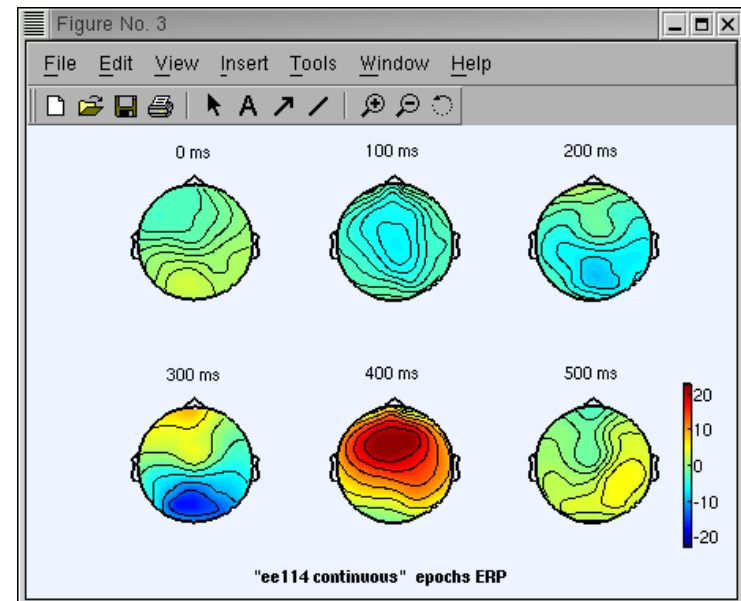 Figure No. 3
File Edit View Insert Tools Window Help
A
0 ms 100 ms 200 ms
300 ms 400 ms 500 ms
20
10
0
-10
-20
"ee114 continuous" epochs ERP